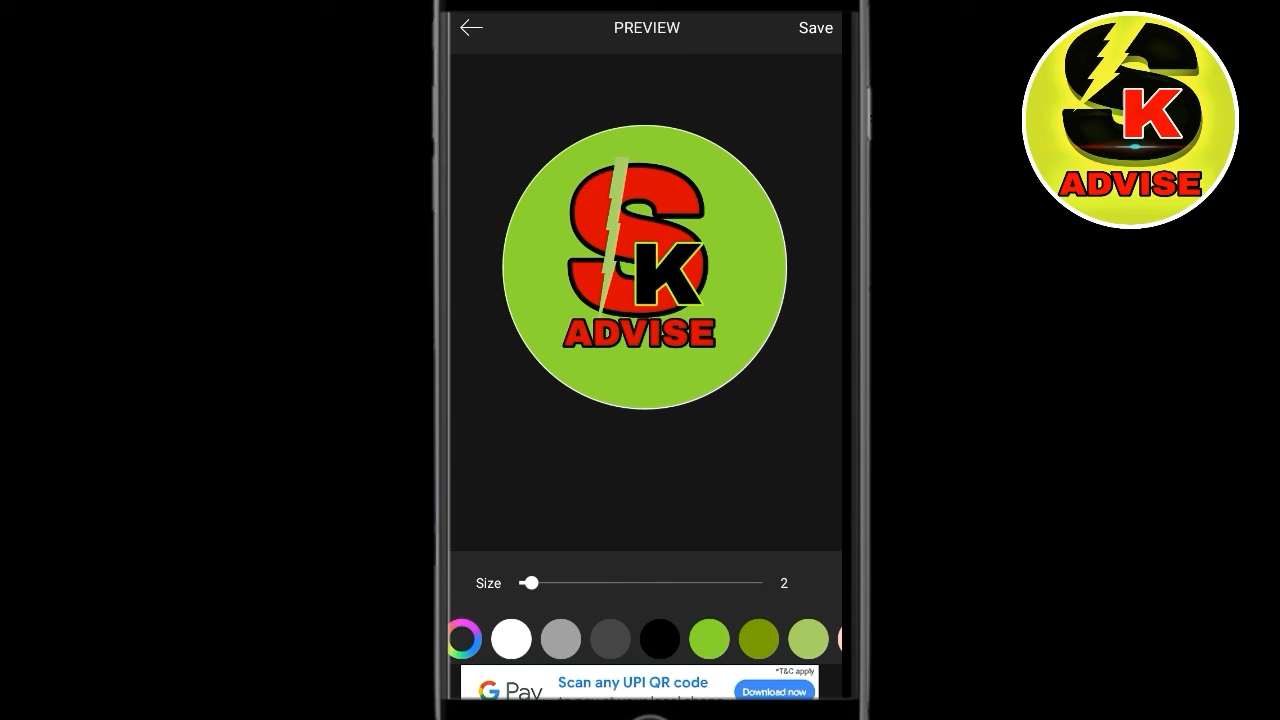 PREVIEW
Save
S
K
ADVISE
S
K
ADVISE
Size
2
*T&C apply
G Pay
Scan any UPI QR code
Download now